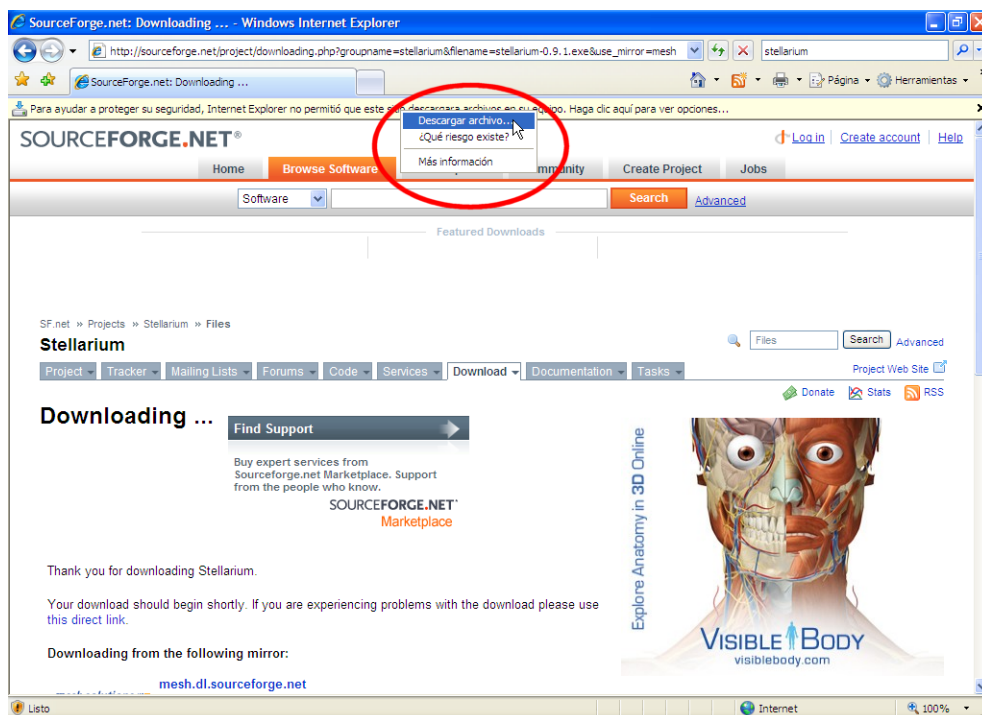 SourceForge.net: Downloading ... - Windows Internet Explorer
http://sourceforge.net/project/downloading.php?groupname=stellarium&filename=stellarium-0.9.1.exe&use_mirror=mesh
stellarium
SourceForge.net: Downloading ...
Página
Herramientas
Para ayudar a proteger su seguridad, Internet Explorer no permitió que este sitio descargara archivos en su equipo. Haga clic aquí para ver opciones...
Descargar archivo...
¿Qué riesgo existe?
Más información
SOURCEFORGE.NET®
Log in
Create account
Help
Home
Browse Software
Create Project
Jobs
Software
Search
Advanced
Featured Downloads
SF.net » Projects » Stellarium » Files
Stellarium
Files
Search
Advanced
Project
Tracker
Mailing Lists
Forums
Code
Services
Download
Documentation
Tasks
Project Web Site
Donate
Stats
RSS
Downloading ...
Find Support
Buy expert services from
Sourceforge.net Marketplace. Support
from the people who know.
SOURCEFORGE.NET
Marketplace
Explore Anatomy in 3D Online
VISIBLE BODY
visiblebody.com
Thank you for downloading Stellarium.
Your download should begin shortly. If you are experiencing problems with the download please use
this direct link.
Downloading from the following mirror:
mesh.dl.sourceforge.net
Listo
Internet
100%